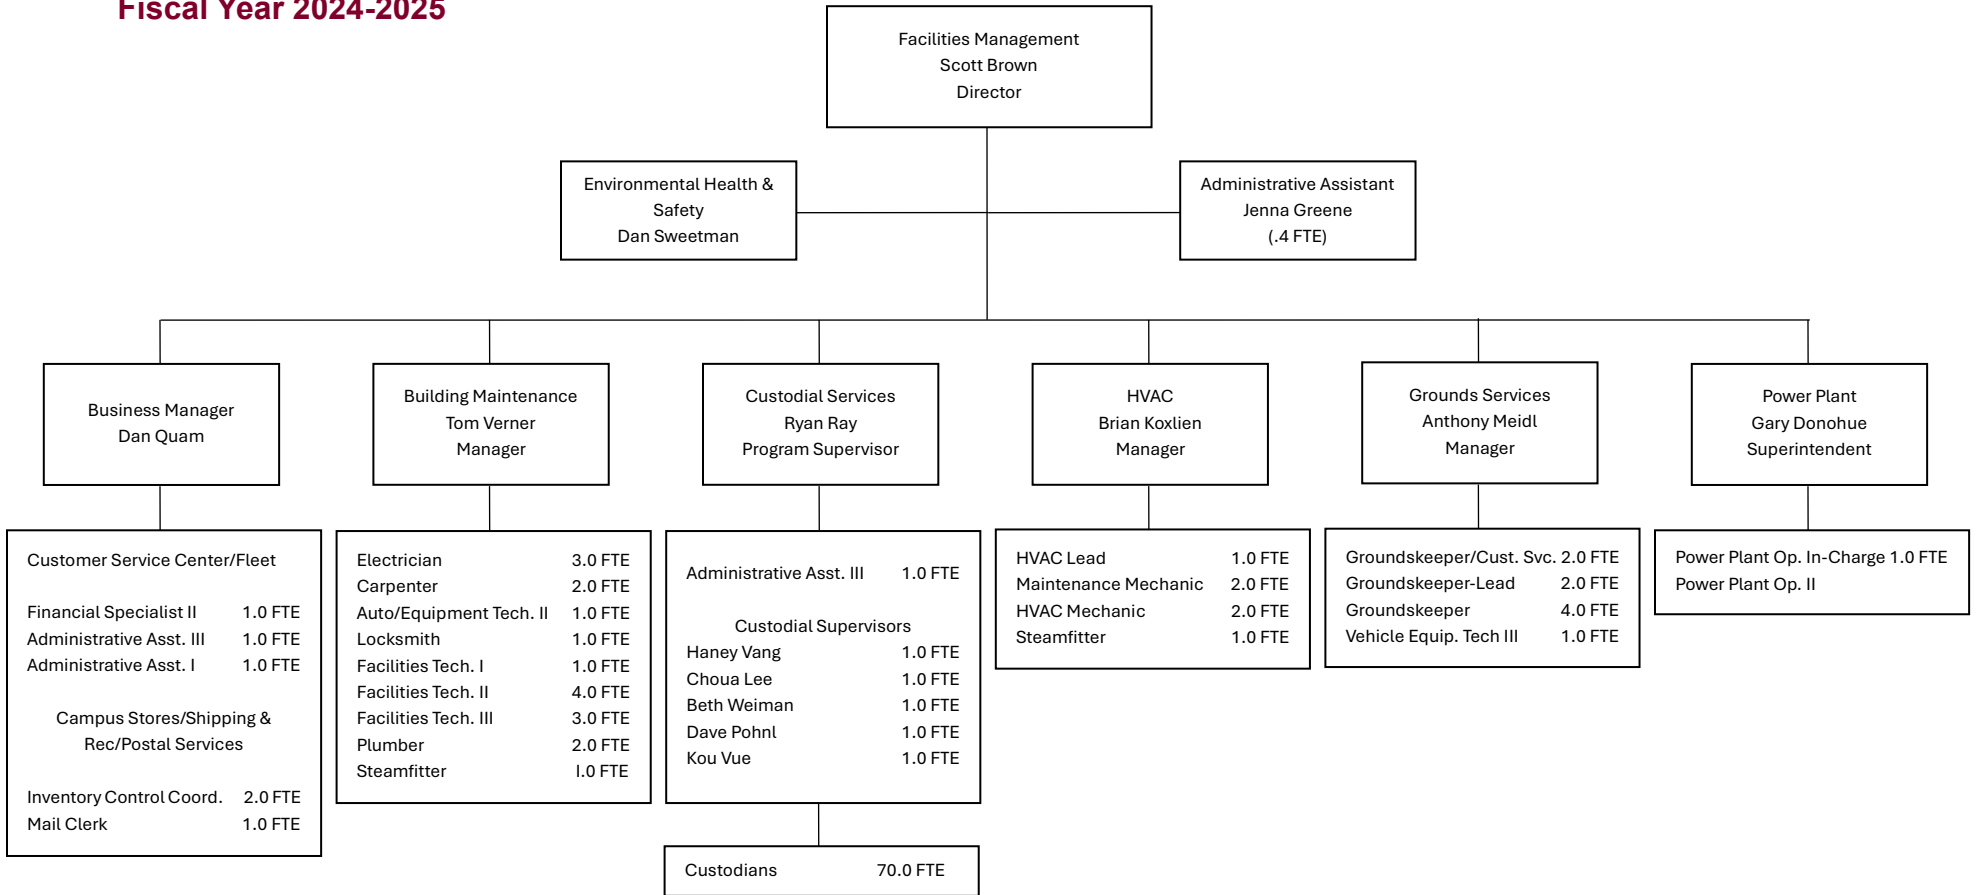 Fiscal Year 2024-2025
Facilities Management
Scott Brown
Director
Environmental Health &
Safety
Dan Sweetman
Administrative Assistant
Jenna Greene
(.4 FTE)
Business Manager
Dan Quam
Building Maintenance
Tom Verner
Manager
Custodial Services
Ryan Ray
Program Supervisor
HVAC
Brian Koxlien
Manager
Grounds Services
Anthony Meidl
Manager
Power Plant
Gary Donohue
Superintendent
Customer Service Center/Fleet
Financial Specialist II 1.0 FTE
Administrative Asst. III 1.0 FTE
Administrative Asst. I 1.0 FTE
Campus Stores/Shipping &
Rec/Postal Services
Inventory Control Coord. 2.0 FTE
Mail Clerk 1.0 FTE
Electrician 3.0 FTE
Carpenter 2.0 FTE
Auto/Equipment Tech. II 1.0 FTE
Locksmith 1.0 FTE
Facilities Tech. I 1.0 FTE
Facilities Tech. II 4.0 FTE
Facilities Tech. III 3.0 FTE
Plumber 2.0 FTE
Steamfitter I.0 FTE
Administrative Asst. III 1.0 FTE
Custodial Supervisors
Haney Vang 1.0 FTE
Choua Lee 1.0 FTE
Beth Weiman 1.0 FTE
Dave Pohnl 1.0 FTE
Kou Vue 1.0 FTE
Custodians 70.0 FTE
HVAC Lead 1.0 FTE
Maintenance Mechanic 2.0 FTE
HVAC Mechanic 2.0 FTE
Steamfitter 1.0 FTE
Groundskeeper/Cust. Svc. 2.0 FTE
Groundskeeper-Lead 2.0 FTE
Groundskeeper 4.0 FTE
Vehicle Equip. Tech III 1.0 FTE
Power Plant Op. In-Charge 1.0 FTE
Power Plant Op. II